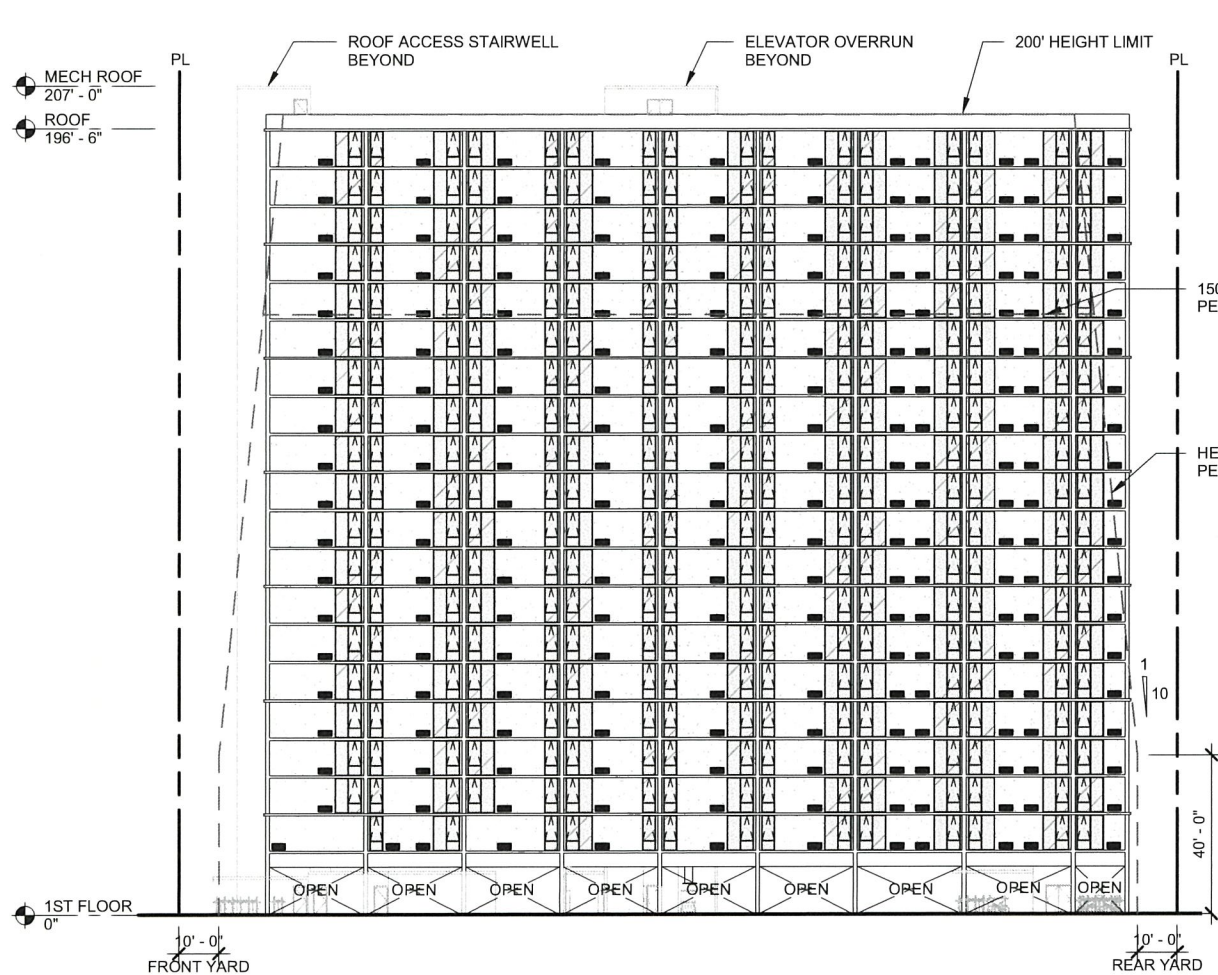 PL
ROOF ACCESS STAIRWELL
BEYOND
ELEVATOR OVERRUN
BEYOND
200' HEIGHT LIMIT
PL
MECH ROOF
207' - 0"
ROOF
196' - 6"
150
PE
HE
PE
1
10
40' - 0"
OPEN
OPEN
OPEN
OPEN
OPEN
OPEN
OPEN
OPEN
OPEN
1ST FLOOR
0"
10' - 0"
FRONT YARD
10' - 0"
REAR YARD